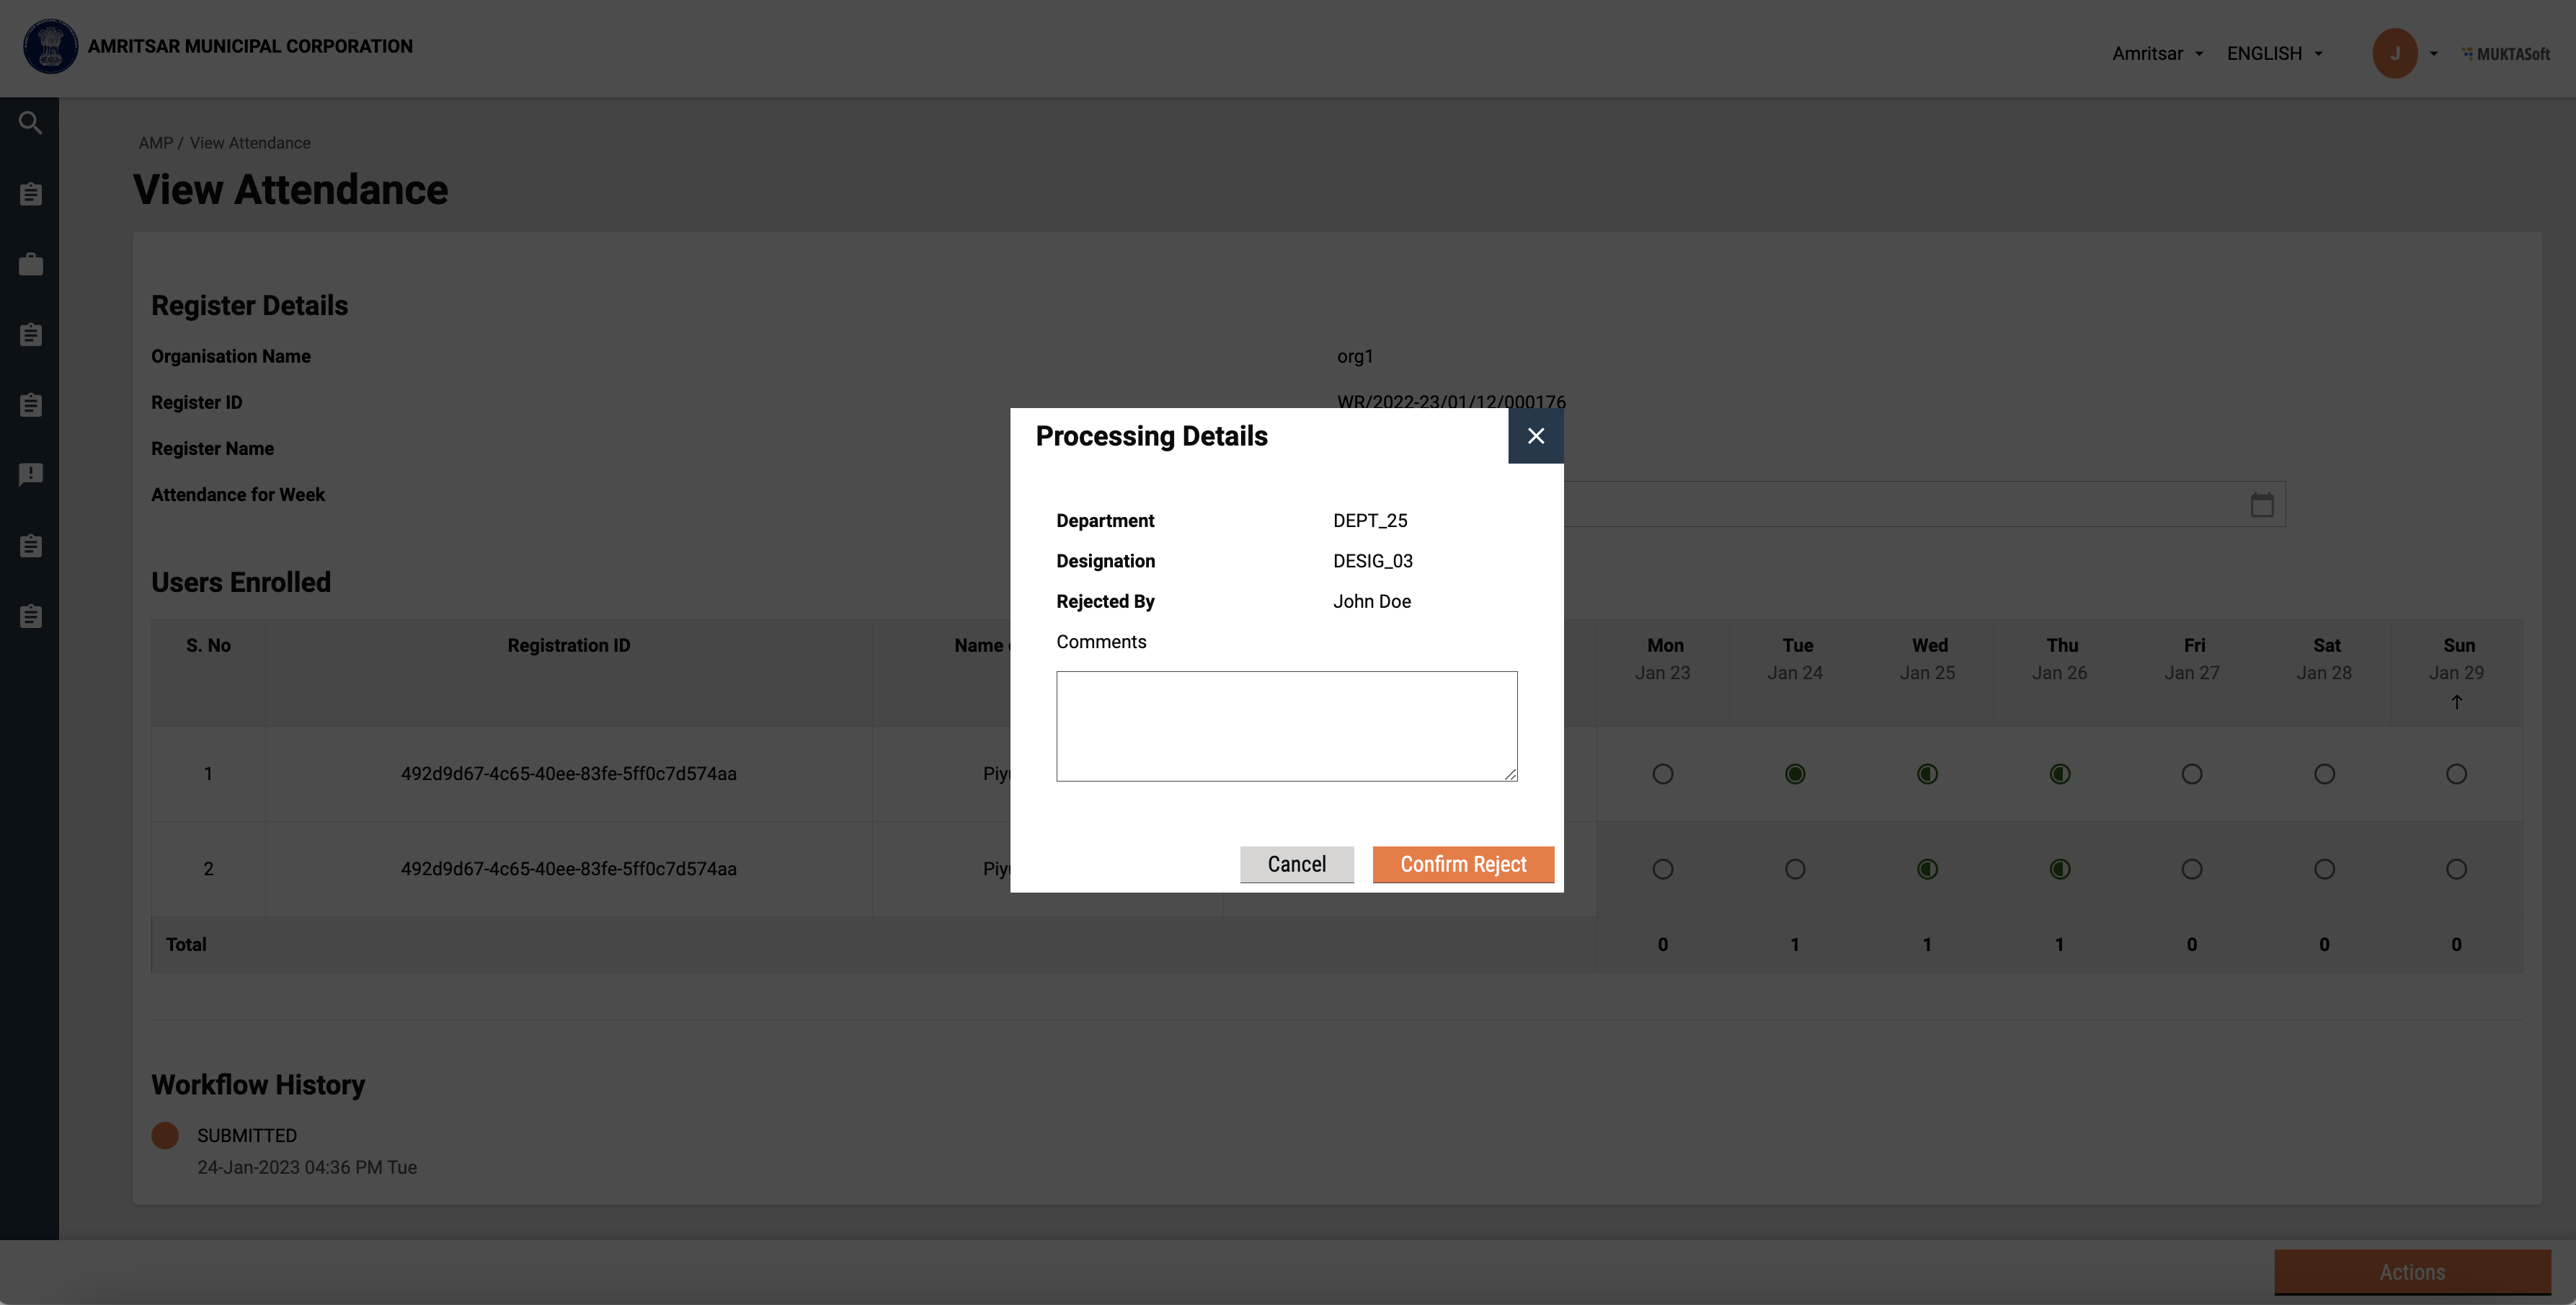 AMRITSAR MUNICIPAL CORPORATION
Amritsar ENGLISH J MUKTASoft
AMP / View Attendance
View Attendance
Register Details
Organisation Name org1
Register ID WR/2022-23/01/12/000176
Register Name
Attendance for Week
Processing Details
Department DEPT_25
Designation DESIG_03
Rejected By John Doe
Comments
Cancel Confirm Reject
Users Enrolled
S. No Registration ID Name Mon Tue Wed Thu Fri Sat Sun
Jan 23 Jan 24 Jan 25 Jan 26 Jan 27 Jan 28 Jan 29
1 492d9d67-4c65-40ee-83fe-5ff0c7d574aa
2 492d9d67-4c65-40ee-83fe-5ff0c7d574aa
Total 0 1 1 1 0 0 0
Workflow History
SUBMITTED
24-Jan-2023 04:36 PM Tue
Actions